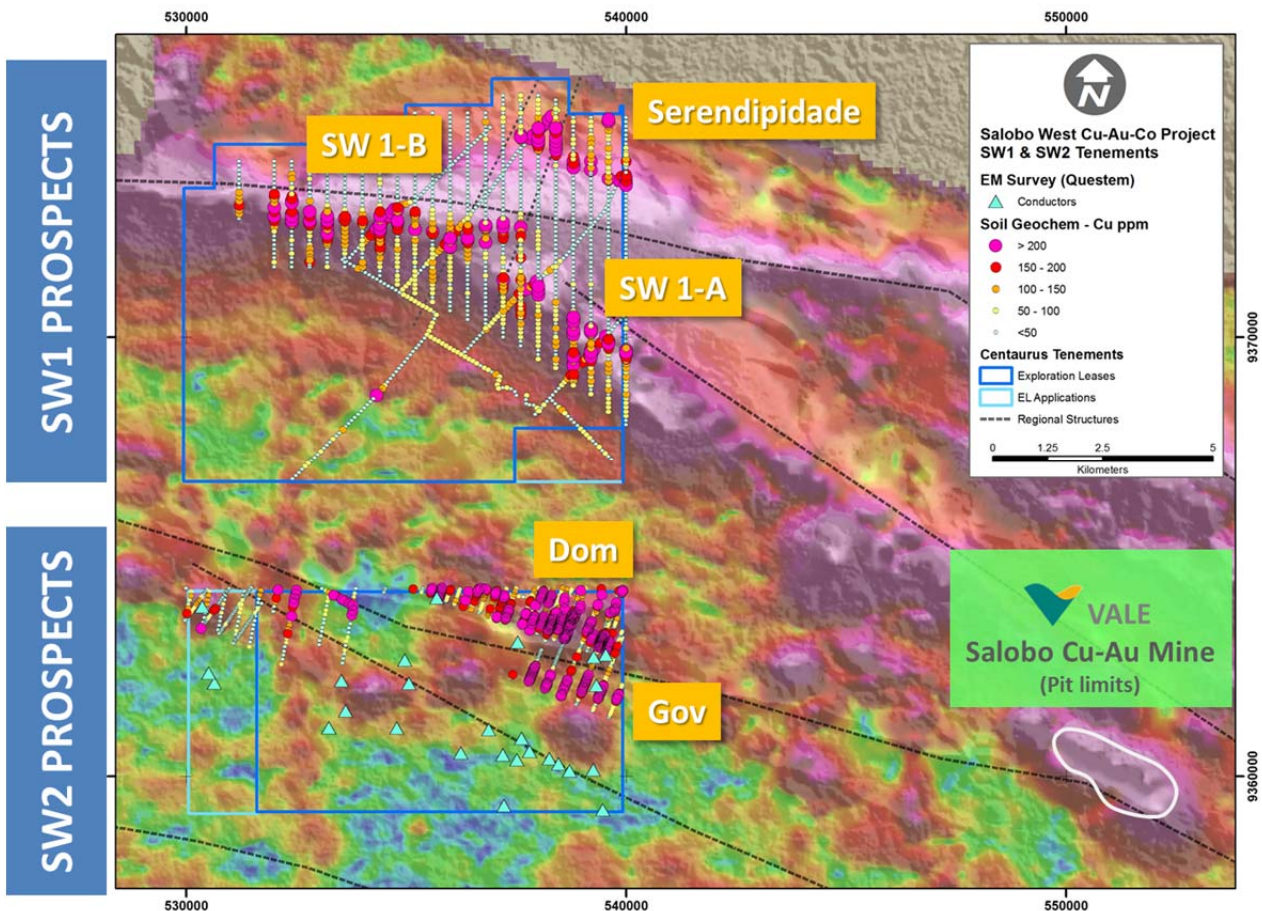 530000
540000
550000
SW1 PROSPECTS
SW2 PROSPECTS
Serendipidade
SW 1-B
SW 1-A
Dom
Gov
N
Salobo West Cu-Au-Co Project
SW1 & SW2 Tenements
EM Survey (Questem)
Conductors
Soil Geochem - Cu ppm
> 200
150 - 200
100 - 150
50 - 100
<50
Centaurus Tenements
Exploration Leases
EL Applications
Regional Structures
0 1.25 2.5 5
Kilometers
9370000
VALE
Salobo Cu-Au Mine
(Pit limits)
9360000
530000
540000
550000